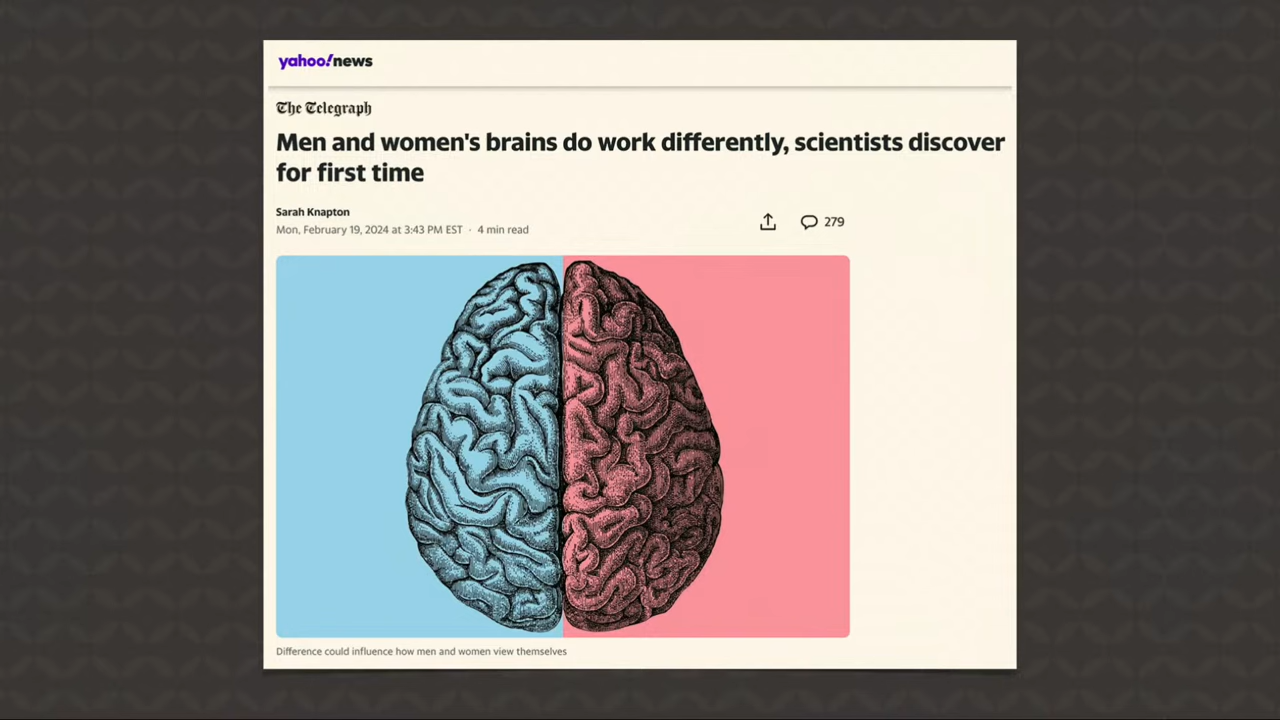 yahoo!news
The Telegraph
Men and women's brains do work differently, scientists discover
for first time
Sarah Knapton
Mon, February 19, 2024 at 3:43 PM EST · 4 min read
279
Difference could influence how men and women view themselves